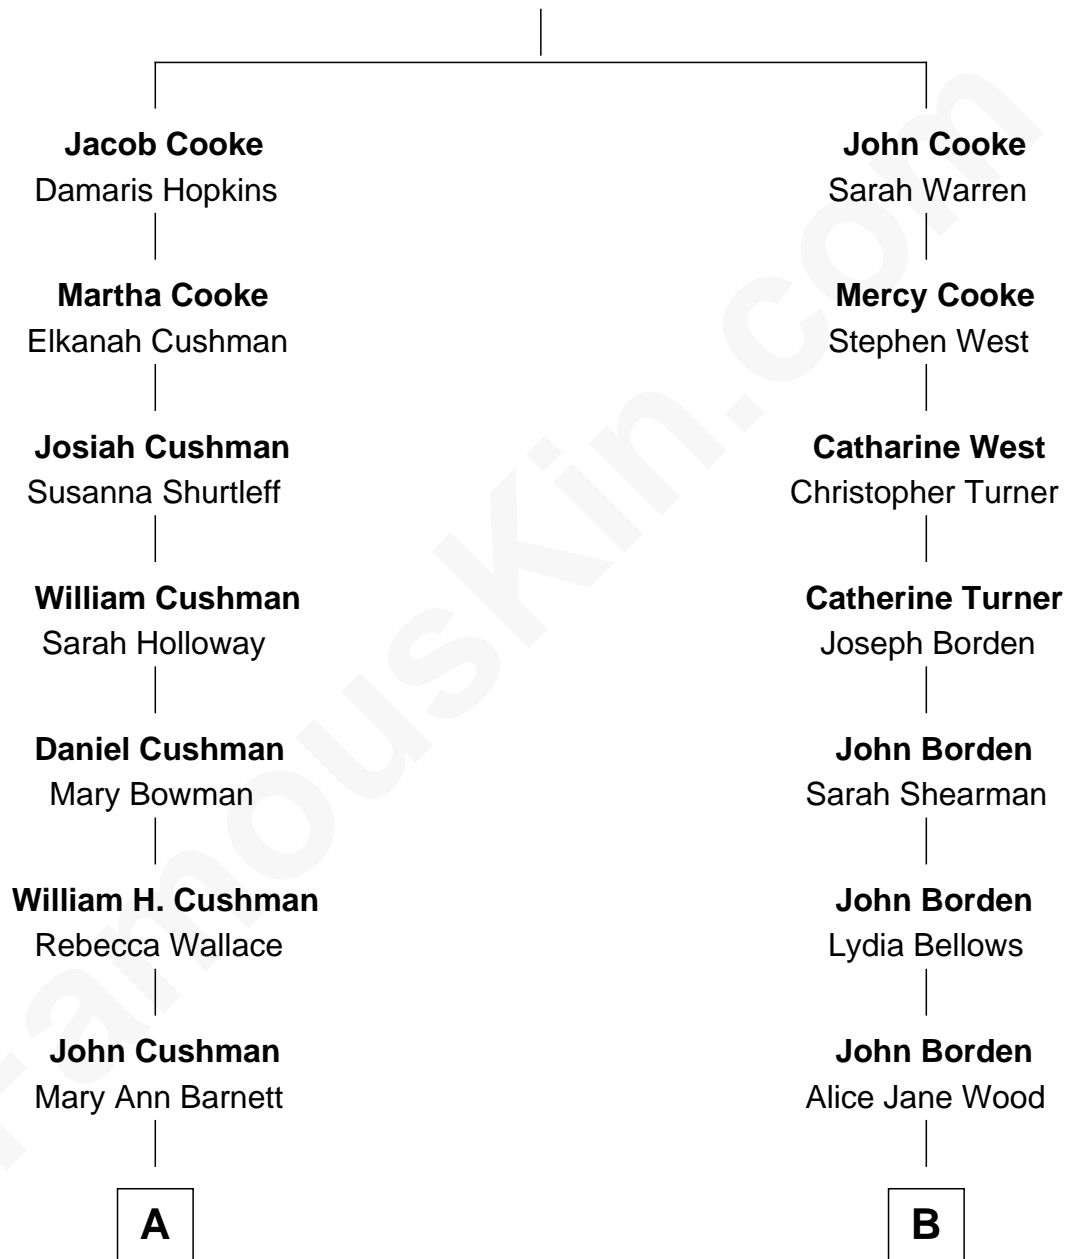 Jacob Cooke
Damaris Hopkins
Martha Cooke
Elkanah Cushman
Josiah Cushman
Susanna Shurtleff
William Cushman
Sarah Holloway
Daniel Cushman
Mary Bowman
William H. Cushman
Rebecca Wallace
John Cushman
Mary Ann Barnett
A
John Cooke
Sarah Warren
Mercy Cooke
Stephen West
Catharine West
Christopher Turner
Catherine Turner
Joseph Borden
John Borden
Sarah Shearman
John Borden
Lydia Bellows
John Borden
Alice Jane Wood
B
FamousKin.com